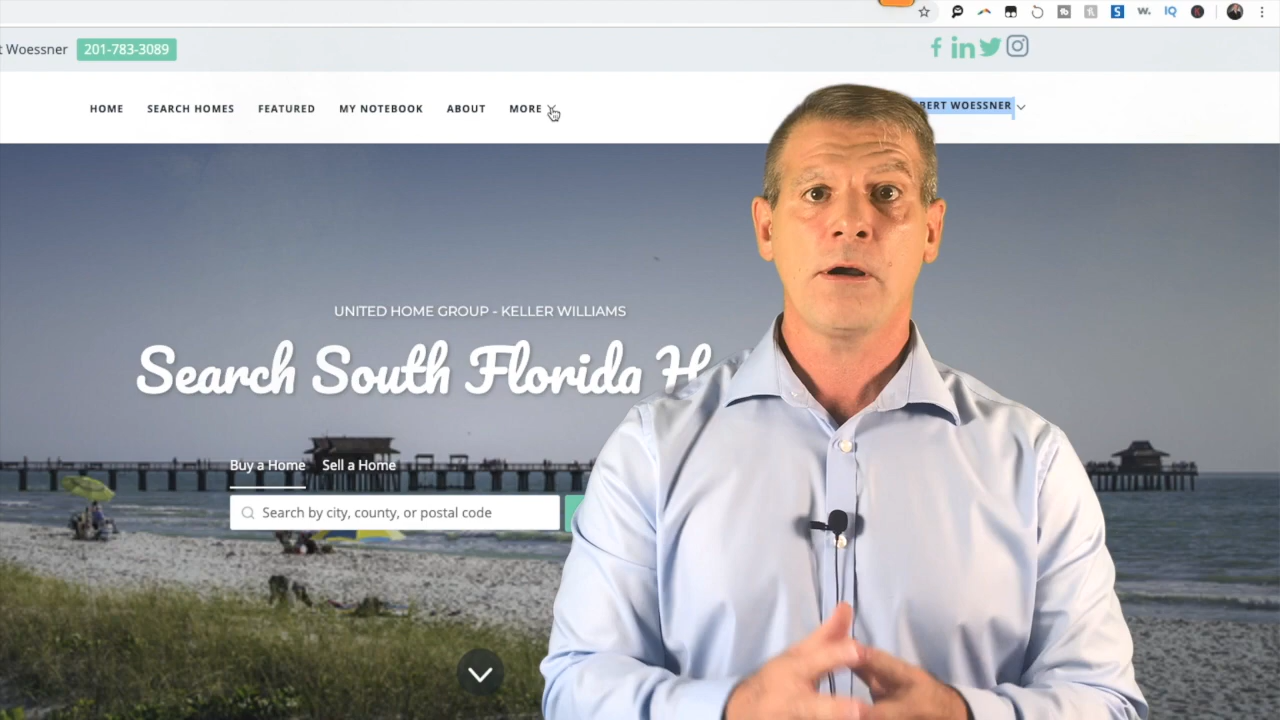 Woessner 201-783-3089
HOME SEARCH HOMES FEATURED MY NOTEBOOK ABOUT MORE
BERT WOESSNER
UNITED HOME GROUP - KELLER WILLIAMS
Search South Florida H
Buy a Home Sell a Home
Search by city, county, or postal code